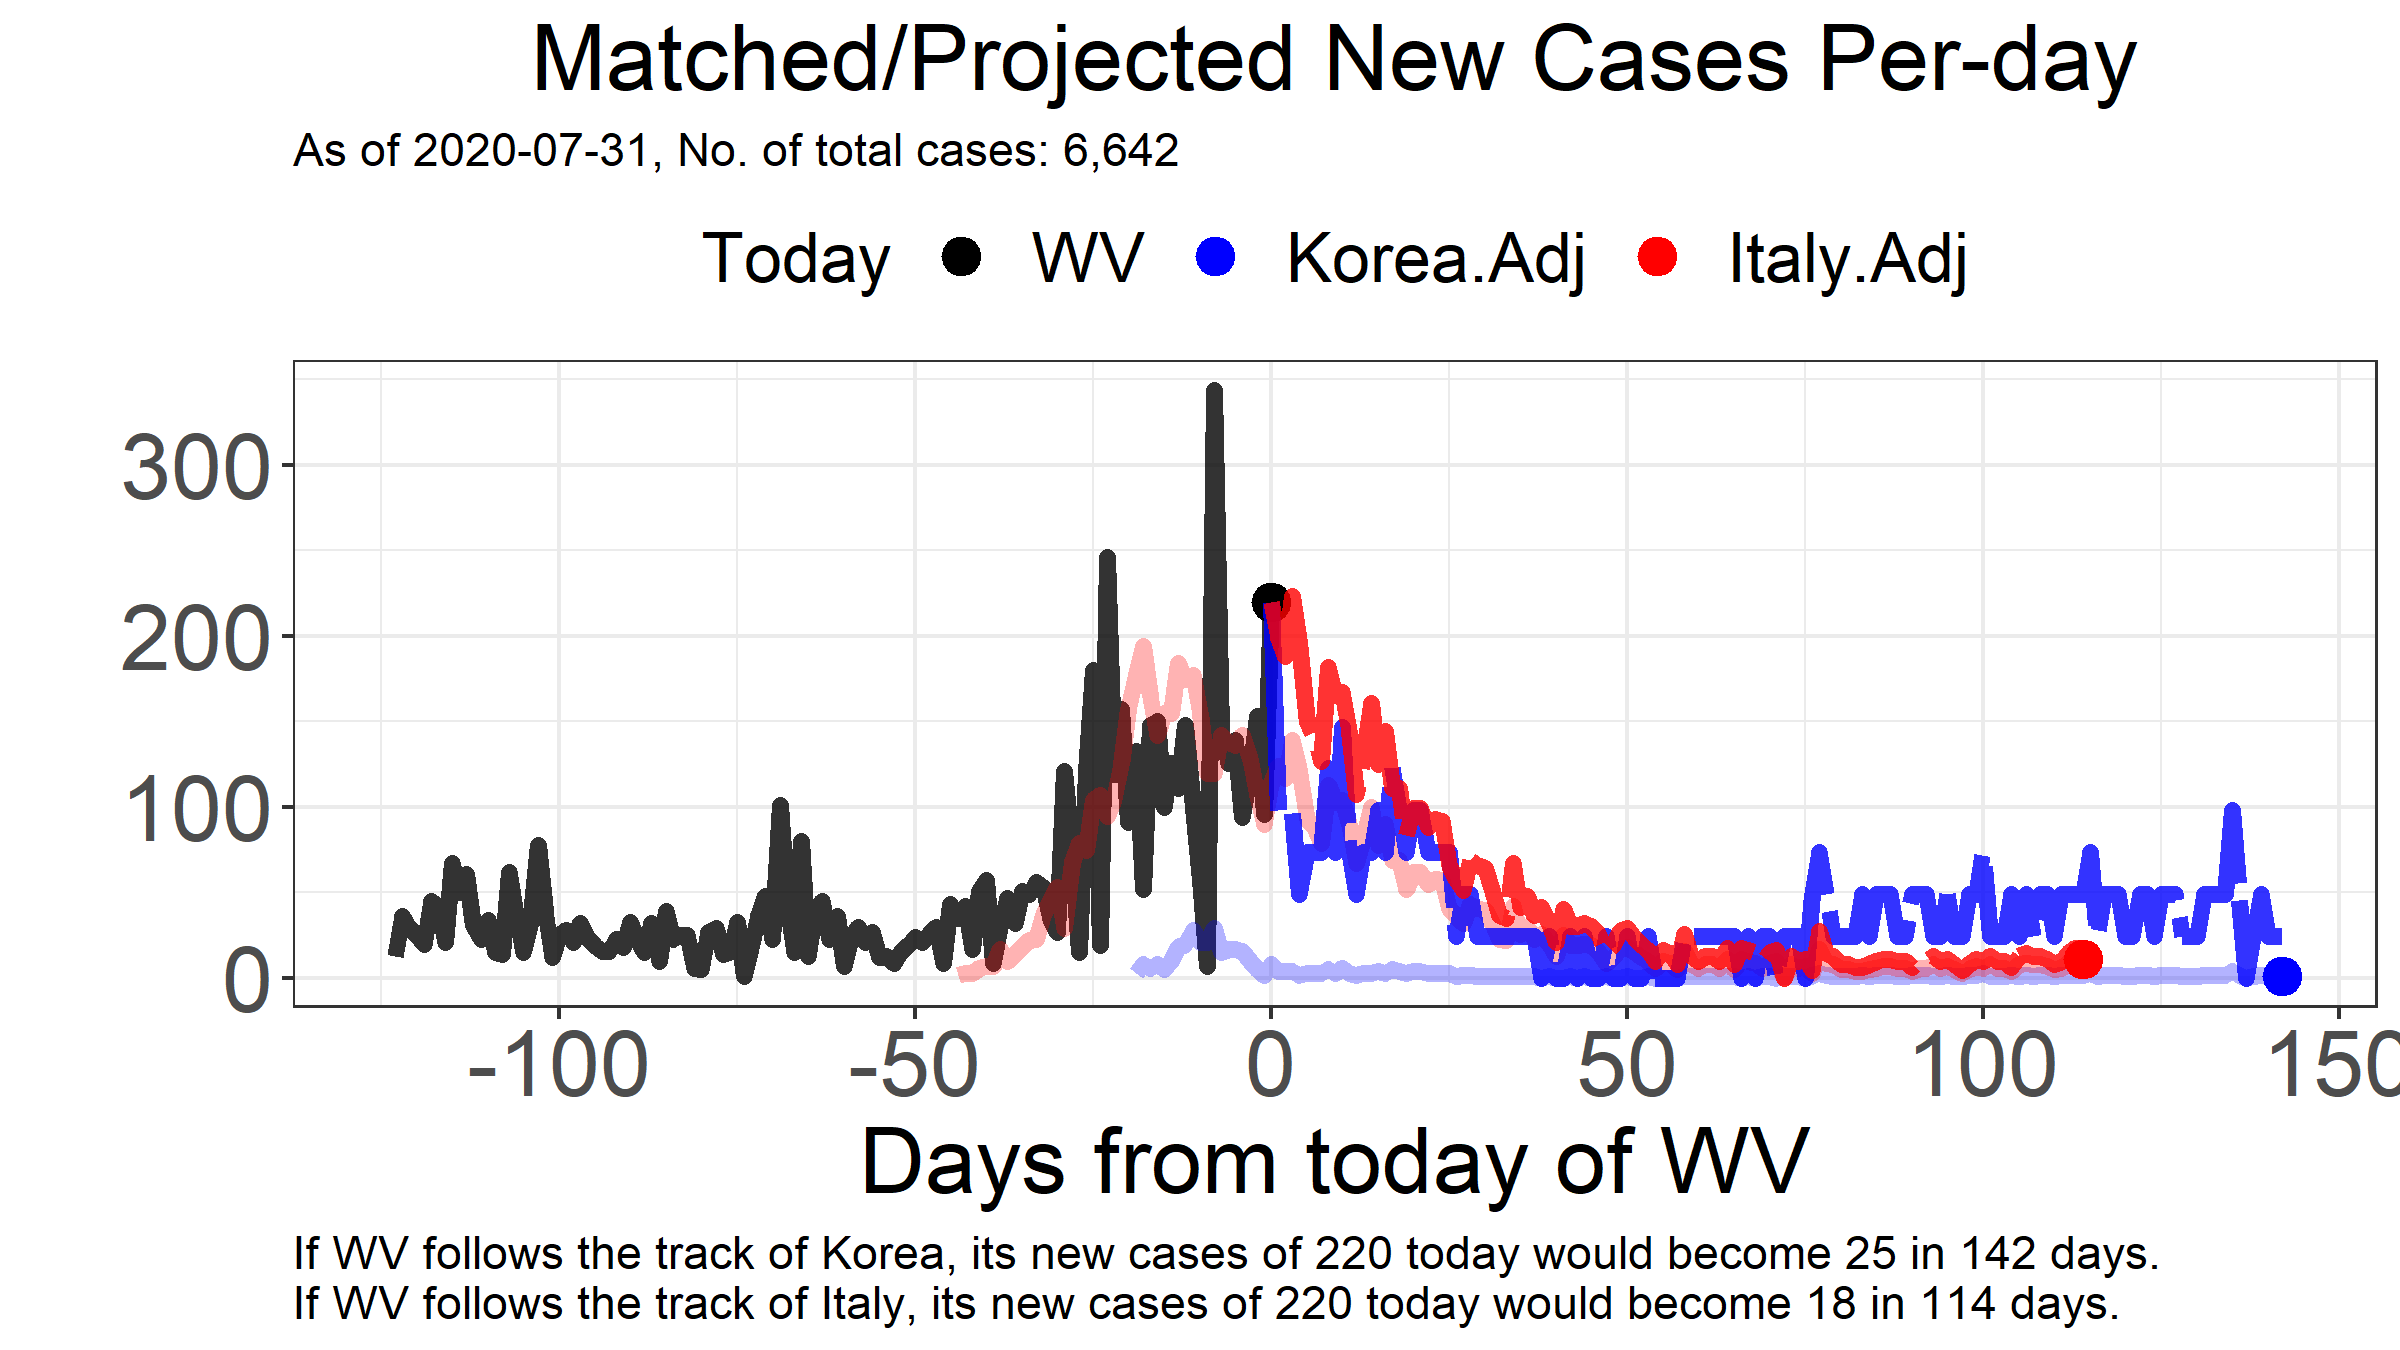 Matched/Projected New Cases Per-day
As of 2020-07-31, No. of total cases: 6,642
Today WV Korea.Adj Italy.Adj
300
200
100
0
-100 -50 0 50 100 150
Days from today of WV
If WV follows the track of Korea, its new cases of 220 today would become 25 in 142 days.
If WV follows the track of Italy, its new cases of 220 today would become 18 in 114 days.